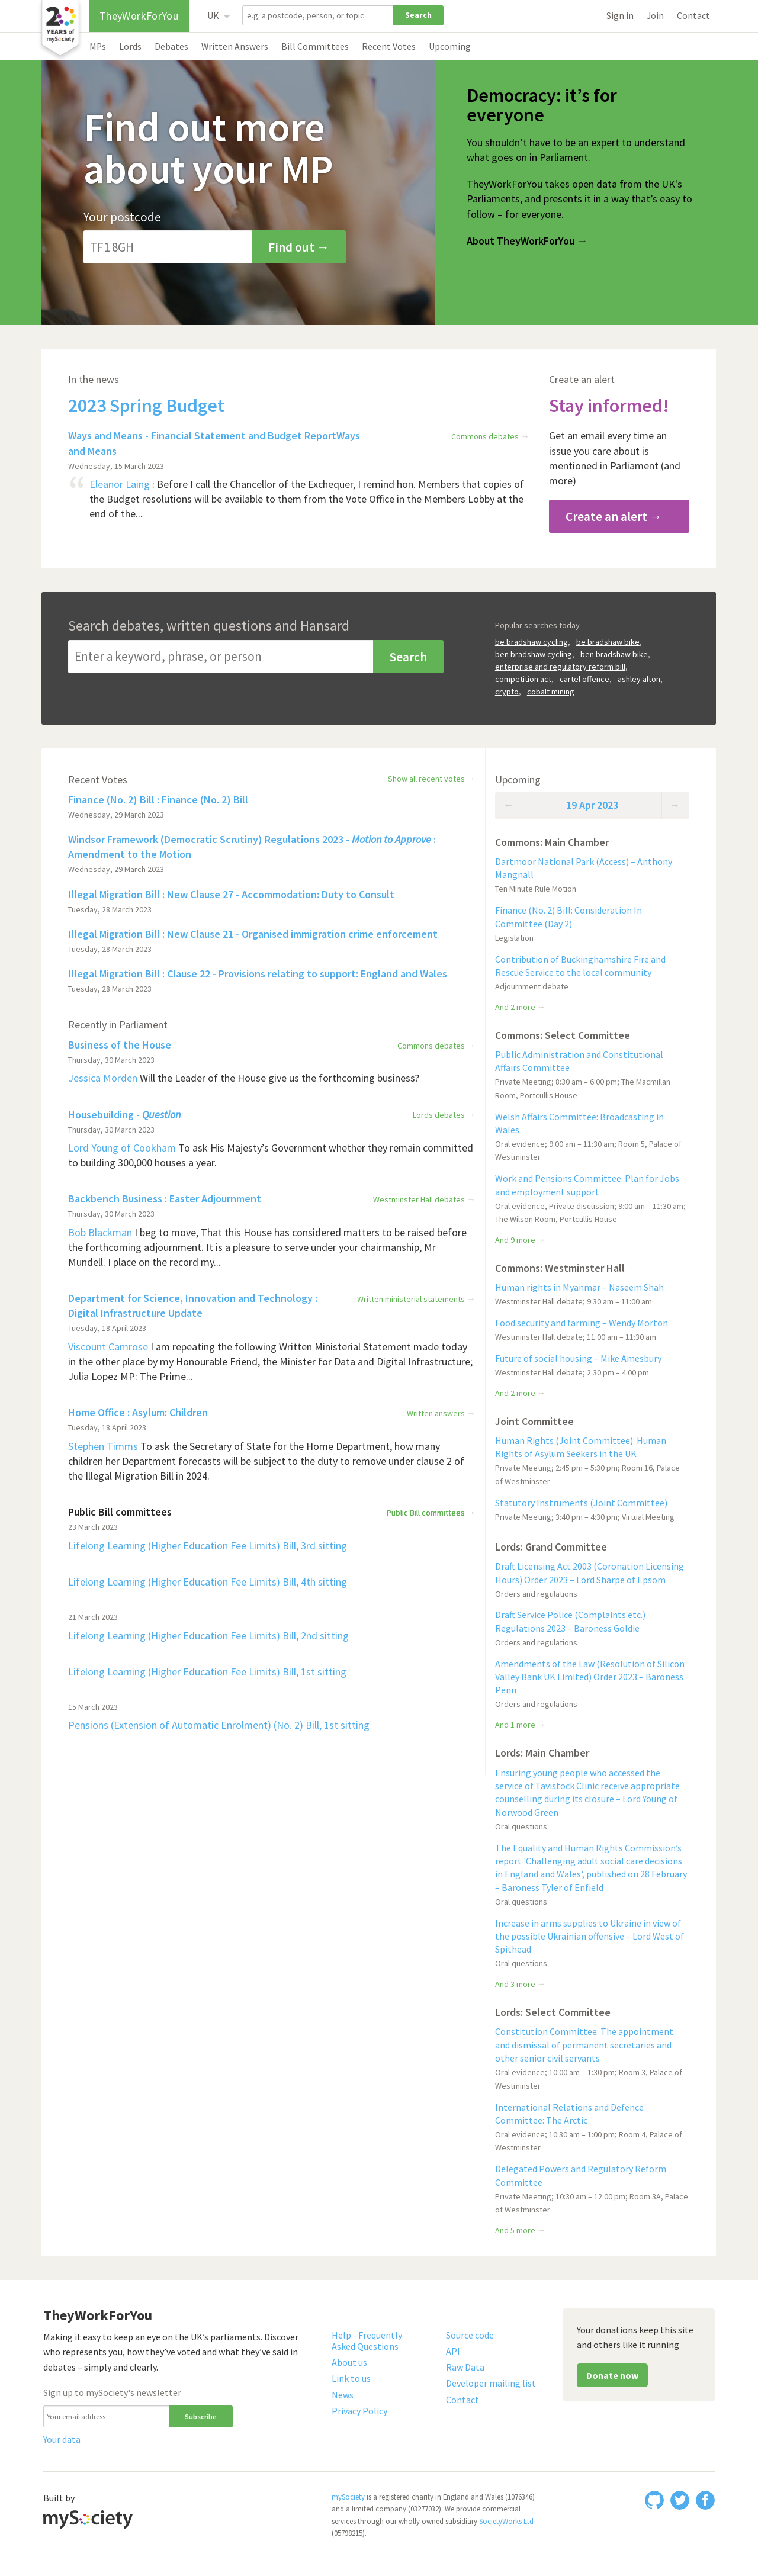 20
YEARS of
mySociety
TheyWorkForYou
UK
e.g. a postcode, person, or topic
Search
Sign in
Join
Contact
MPs
Lords
Debates
Written Answers
Bill Committees
Recent Votes
Upcoming
Find out more
about your MP
Your postcode
TF1 8GH
Find out →
Democracy: it’s for
everyone
You shouldn’t have to be an expert to understand
what goes on in Parliament.
TheyWorkForYou takes open data from the UK's
Parliaments, and presents it in a way that’s easy to
follow – for everyone.
About TheyWorkForYou →
In the news
2023 Spring Budget
Ways and Means - Financial Statement and Budget ReportWays
and Means
Commons debates →
Wednesday, 15 March 2023
“
Eleanor Laing : Before I call the Chancellor of the Exchequer, I remind hon. Members that copies of
the Budget resolutions will be available to them from the Vote Office in the Members Lobby at the
end of the...
Create an alert
Stay informed!
Get an email every time an
issue you care about is
mentioned in Parliament (and
more)
Create an alert →
Search debates, written questions and Hansard
Enter a keyword, phrase, or person
Search
Popular searches today
be bradshaw cycling, be bradshaw bike,
ben bradshaw cycling, ben bradshaw bike,
enterprise and regulatory reform bill,
competition act, cartel offence, ashley alton,
crypto, cobalt mining
Recent Votes
Show all recent votes →
Finance (No. 2) Bill : Finance (No. 2) Bill
Wednesday, 29 March 2023
Windsor Framework (Democratic Scrutiny) Regulations 2023 - Motion to Approve :
Amendment to the Motion
Wednesday, 29 March 2023
Illegal Migration Bill : New Clause 27 - Accommodation: Duty to Consult
Tuesday, 28 March 2023
Illegal Migration Bill : New Clause 21 - Organised immigration crime enforcement
Tuesday, 28 March 2023
Illegal Migration Bill : Clause 22 - Provisions relating to support: England and Wales
Tuesday, 28 March 2023
Recently in Parliament
Business of the House
Commons debates →
Thursday, 30 March 2023
Jessica Morden Will the Leader of the House give us the forthcoming business?
Housebuilding - Question
Lords debates →
Thursday, 30 March 2023
Lord Young of Cookham To ask His Majesty’s Government whether they remain committed
to building 300,000 houses a year.
Backbench Business : Easter Adjournment
Westminster Hall debates →
Thursday, 30 March 2023
Bob Blackman I beg to move, That this House has considered matters to be raised before
the forthcoming adjournment. It is a pleasure to serve under your chairmanship, Mr
Mundell. I place on the record my...
Department for Science, Innovation and Technology :
Digital Infrastructure Update
Written ministerial statements →
Tuesday, 18 April 2023
Viscount Camrose I am repeating the following Written Ministerial Statement made today
in the other place by my Honourable Friend, the Minister for Data and Digital Infrastructure;
Julia Lopez MP: The Prime...
Home Office : Asylum: Children
Written answers →
Tuesday, 18 April 2023
Stephen Timms To ask the Secretary of State for the Home Department, how many
children her Department forecasts will be subject to the duty to remove under clause 2 of
the Illegal Migration Bill in 2024.
Public Bill committees
Public Bill committees →
23 March 2023
Lifelong Learning (Higher Education Fee Limits) Bill, 3rd sitting
Lifelong Learning (Higher Education Fee Limits) Bill, 4th sitting
21 March 2023
Lifelong Learning (Higher Education Fee Limits) Bill, 2nd sitting
Lifelong Learning (Higher Education Fee Limits) Bill, 1st sitting
15 March 2023
Pensions (Extension of Automatic Enrolment) (No. 2) Bill, 1st sitting
Upcoming
← 19 Apr 2023 →
Commons: Main Chamber
Dartmoor National Park (Access) – Anthony
Mangnall
Ten Minute Rule Motion
Finance (No. 2) Bill: Consideration In
Committee (Day 2)
Legislation
Contribution of Buckinghamshire Fire and
Rescue Service to the local community
Adjournment debate
And 2 more →
Commons: Select Committee
Public Administration and Constitutional
Affairs Committee
Private Meeting; 8:30 am – 6:00 pm; The Macmillan
Room, Portcullis House
Welsh Affairs Committee: Broadcasting in
Wales
Oral evidence; 9:00 am – 11:30 am; Room 5, Palace of
Westminster
Work and Pensions Committee: Plan for Jobs
and employment support
Oral evidence, Private discussion; 9:00 am – 11:30 am;
The Wilson Room, Portcullis House
And 9 more →
Commons: Westminster Hall
Human rights in Myanmar – Naseem Shah
Westminster Hall debate; 9:30 am – 11:00 am
Food security and farming – Wendy Morton
Westminster Hall debate; 11:00 am – 11:30 am
Future of social housing – Mike Amesbury
Westminster Hall debate; 2:30 pm – 4:00 pm
And 2 more →
Joint Committee
Human Rights (Joint Committee): Human
Rights of Asylum Seekers in the UK
Private Meeting; 2:45 pm – 5:30 pm; Room 16, Palace
of Westminster
Statutory Instruments (Joint Committee)
Private Meeting; 3:40 pm – 4:30 pm; Virtual Meeting
Lords: Grand Committee
Draft Licensing Act 2003 (Coronation Licensing
Hours) Order 2023 – Lord Sharpe of Epsom
Orders and regulations
Draft Service Police (Complaints etc.)
Regulations 2023 – Baroness Goldie
Orders and regulations
Amendments of the Law (Resolution of Silicon
Valley Bank UK Limited) Order 2023 – Baroness
Penn
Orders and regulations
And 1 more →
Lords: Main Chamber
Ensuring young people who accessed the
service of Tavistock Clinic receive appropriate
counselling during its closure – Lord Young of
Norwood Green
Oral questions
The Equality and Human Rights Commission’s
report 'Challenging adult social care decisions
in England and Wales', published on 28 February
– Baroness Tyler of Enfield
Oral questions
Increase in arms supplies to Ukraine in view of
the possible Ukrainian offensive – Lord West of
Spithead
Oral questions
And 3 more →
Lords: Select Committee
Constitution Committee: The appointment
and dismissal of permanent secretaries and
other senior civil servants
Oral evidence; 10:00 am – 1:30 pm; Room 3, Palace of
Westminster
International Relations and Defence
Committee: The Arctic
Oral evidence; 10:30 am – 1:00 pm; Room 4, Palace of
Westminster
Delegated Powers and Regulatory Reform
Committee
Private Meeting; 10:30 am – 12:00 pm; Room 3A, Palace
of Westminster
And 5 more →
TheyWorkForYou
Making it easy to keep an eye on the UK’s parliaments. Discover
who represents you, how they’ve voted and what they’ve said in
debates – simply and clearly.
Sign up to mySociety's newsletter
Your email address
Subscribe
Your data
Help - Frequently
Asked Questions
About us
Link to us
News
Privacy Policy
Source code
API
Raw Data
Developer mailing list
Contact
Your donations keep this site
and others like it running
Donate now
Built by
mySociety
mySociety is a registered charity in England and Wales (1076346)
and a limited company (03277032). We provide commercial
services through our wholly owned subsidiary SocietyWorks Ltd
(05798215).